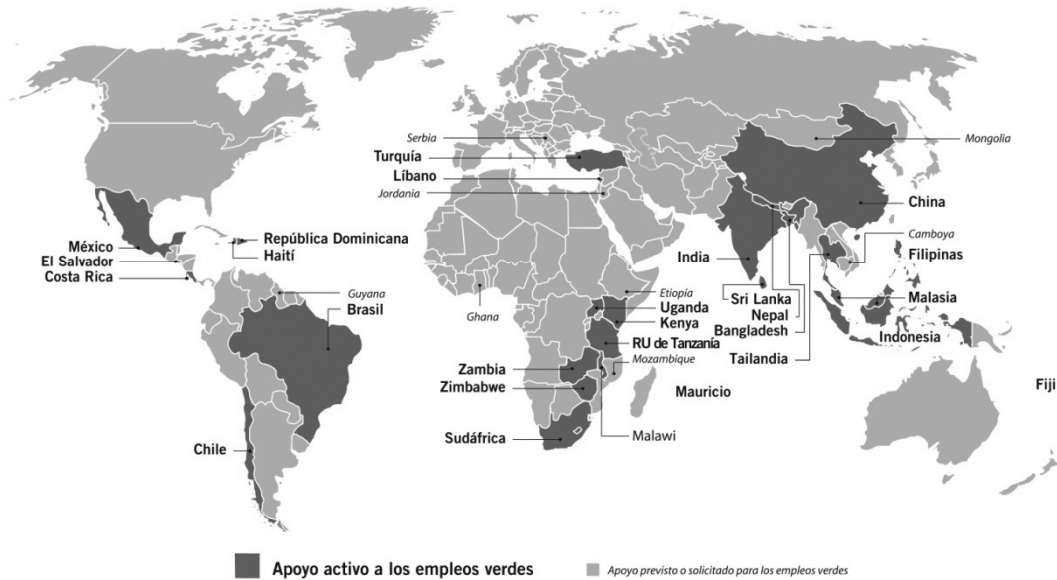 Serbia
Mongolia
Turquía
Líbano
Jordania
China
República Dominicana
México
Haití
Camboya
El Salvador
India
Filipinas
Costa Rica
Guyana
Etiopía
Brasil
Ghana
Uganda
Sri Lanka
Malasia
Kenya
Nepal
Bangladesh
RU de Tanzanía
Indonesia
Mozambique
Tailandia
Zambia
Zimbabwe
Mauricio
Fiji
Sudáfrica
Malawi
Chile
Apoyo activo a los empleos verdes
Apoyo previsto o solicitado para los empleos verdes